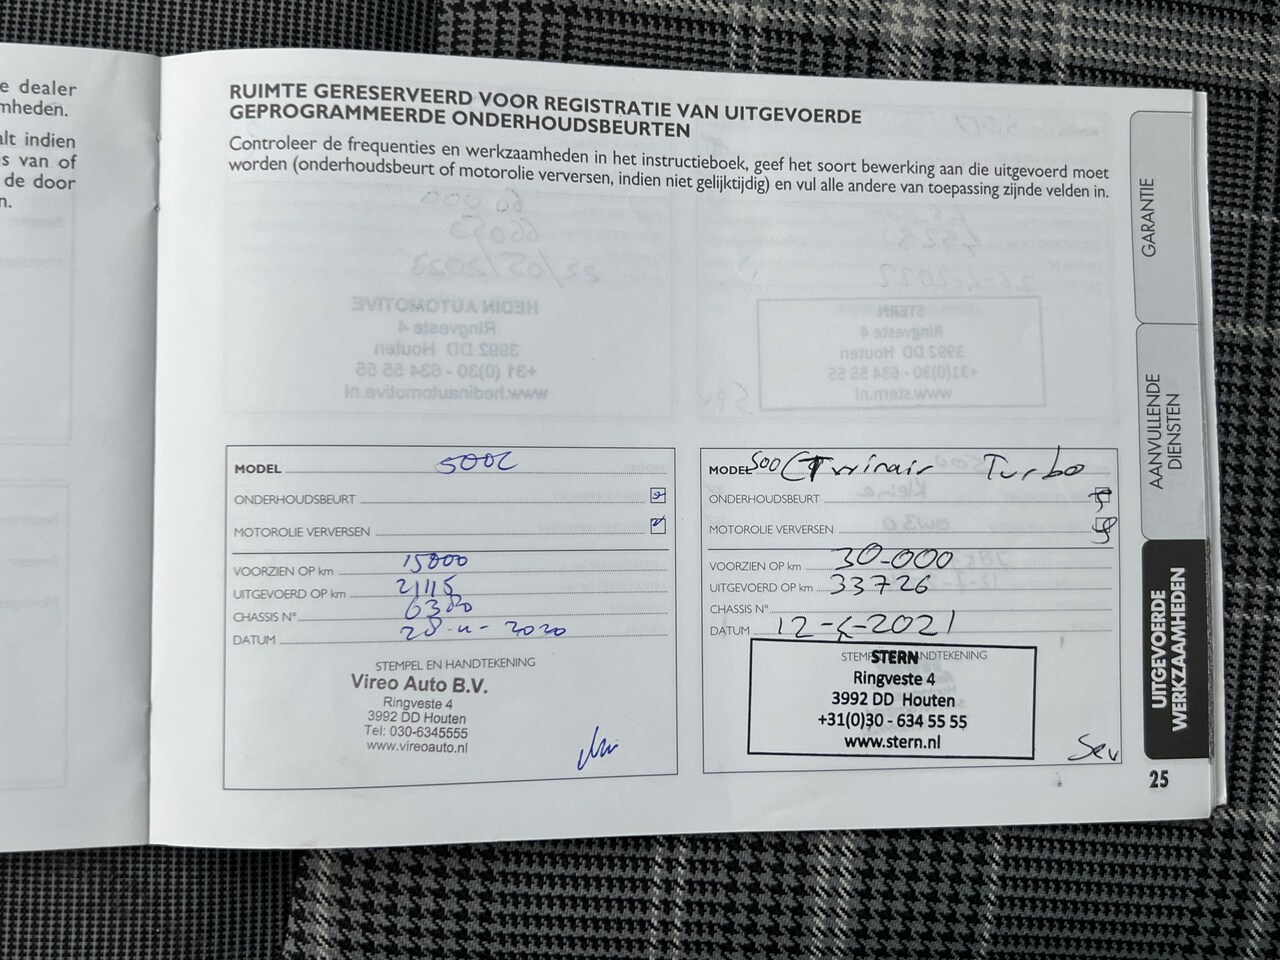 e dealer
mheden.
alt indien
s van of
de door
n.
RUIMTE GERESERVEERD VOOR REGISTRATIE VAN UITGEVOERDE
GEPROGRAMMEERDE ONDERHOUDSBEURTEN
Controleer de frequenties en werkzaamheden in het instructieboek, geef het soort bewerking aan die uitgevoerd moet
worden (onderhoudsbeurt of motorolie verversen, indien niet gelijktijdig) en vul alle andere van toepassing zijnde velden in.
MODEL 500C
ONDERHOUDSBEURT
MOTOROLIE VERVERSEN
VOORZIEN OP km 15000
UITGEVOERD OP km 21115
CHASSIS N°
DATUM
STEMPEL EN HANDTEKENING
Vireo Auto B.V.
Ringveste 4
3992 DD Houten
Tel: 030-6345555
www.vireoauto.nl
MODEL 500C Twinair Turbo
ONDERHOUDSBEURT
MOTOROLIE VERVERSEN
VOORZIEN OP km 30-000
UITGEVOERD OP km 33726
CHASSIS N°
DATUM
STERN
Ringveste 4
3992 DD Houten
+31(0)30 - 634 55 55
www.stern.nl
GARANTIE
AANVULLENDE
DIENSTEN
UITGEVOERDE
WERKZAAMHEDEN
25